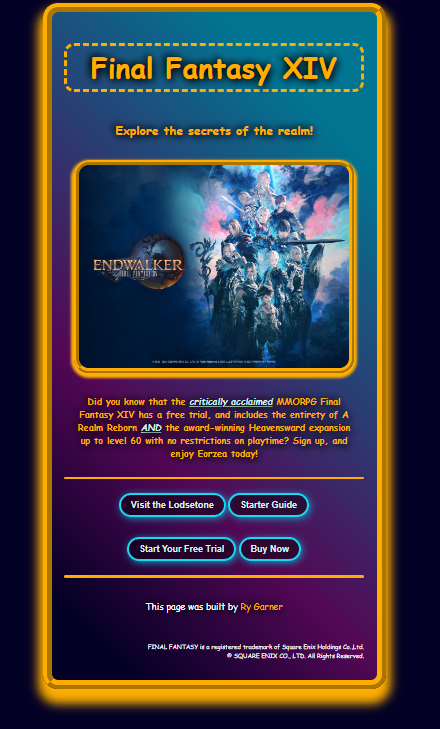 Final Fantasy XIV
Explore the secrets of the realm!
ENDWALKER
FINAL FANTASY XIV
Did you know that the critically acclaimed MMORPG Final
Fantasy XIV has a free trial, and includes the entirety of A
Realm Reborn AND the award-winning Heavensward expansion
up to level 60 with no restrictions on playtime? Sign up, and
enjoy Eorzea today!
Visit the Lodsetone
Starter Guide
Start Your Free Trial
Buy Now
This page was built by Ry Garner
FINAL FANTASY is a registered trademark of Square Enix Holdings Co.,Ltd.
© SQUARE ENIX CO., LTD. All Rights Reserved.